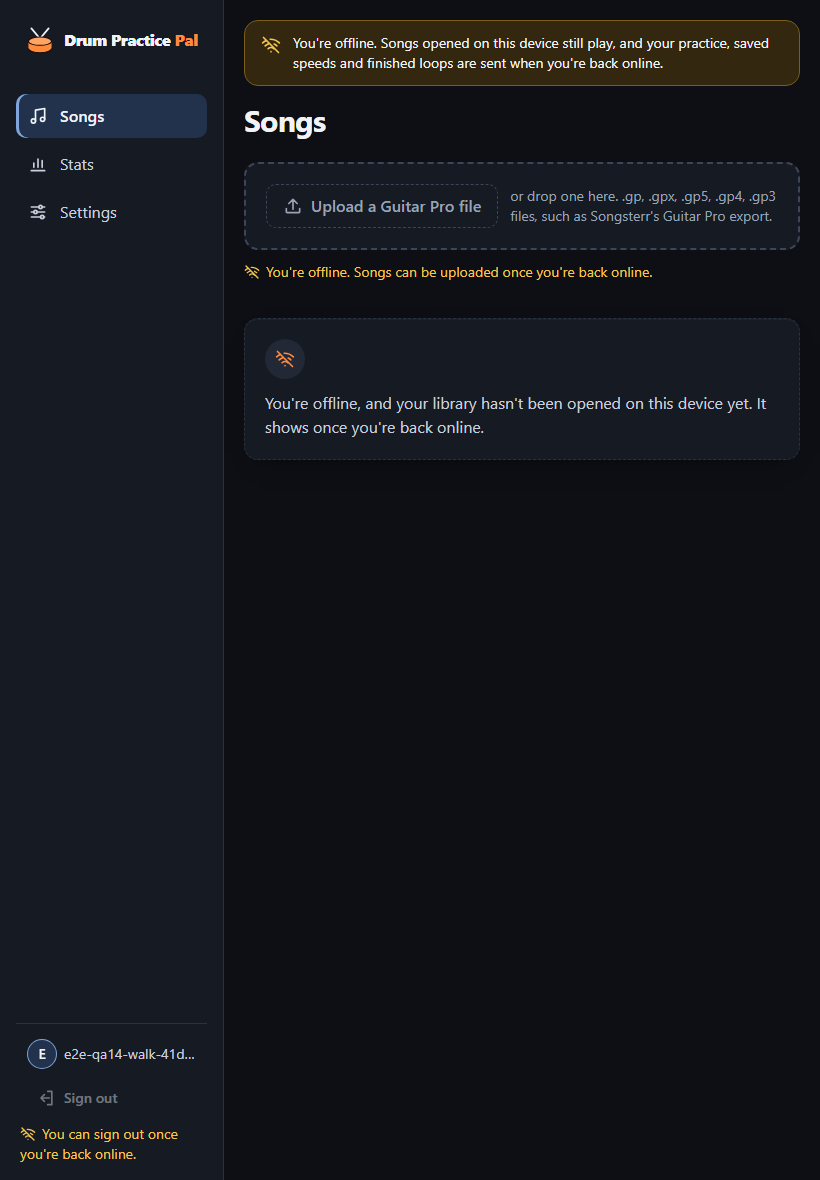 Drum Practice Pal
Songs
Stats
Settings
e2e-qa14-walk-41d...
Sign out
You can sign out once
you're back online.
You're offline. Songs opened on this device still play, and your practice, saved
speeds and finished loops are sent when you're back online.
Songs
Upload a Guitar Pro file
or drop one here. .gp, .gpx, .gp5, .gp4, .gp3
files, such as Songsterr's Guitar Pro export.
You're offline. Songs can be uploaded once you're back online.
You're offline, and your library hasn't been opened on this device yet. It
shows once you're back online.
E